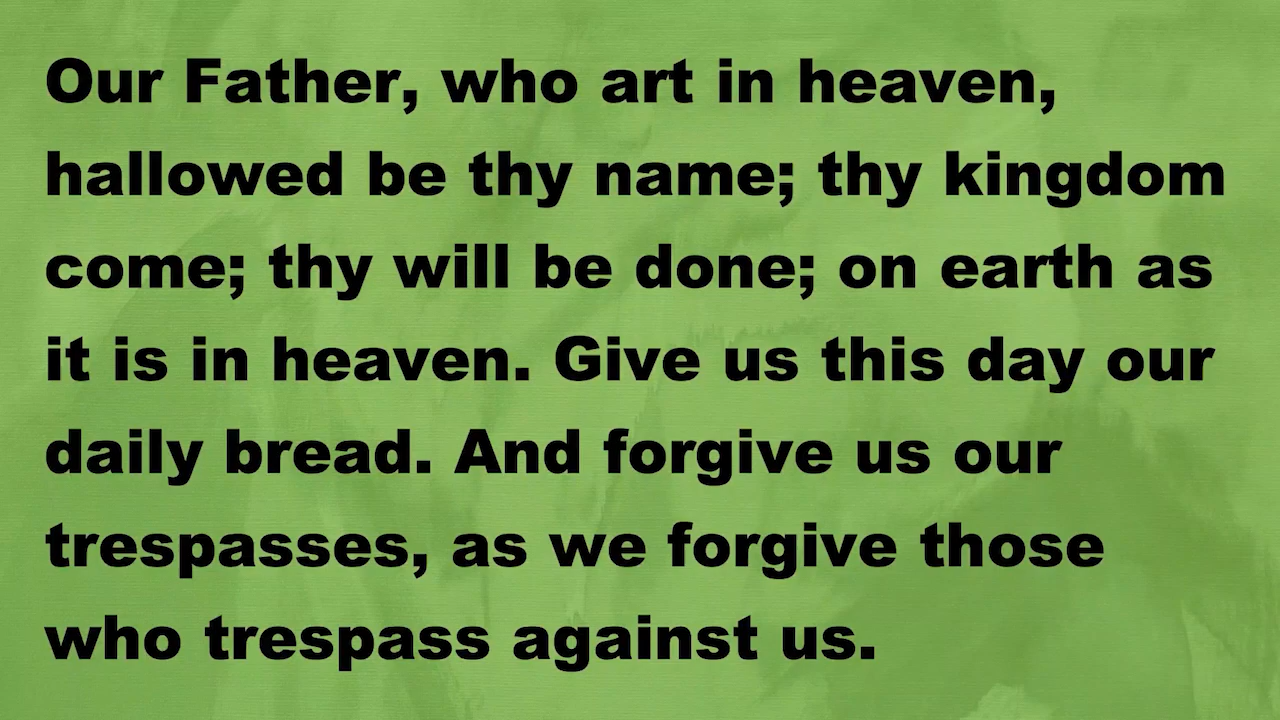 Our Father, who art in heaven,
hallowed be thy name; thy kingdom
come; thy will be done; on earth as
it is in heaven. Give us this day our
daily bread. And forgive us our
trespasses, as we forgive those
who trespass against us.